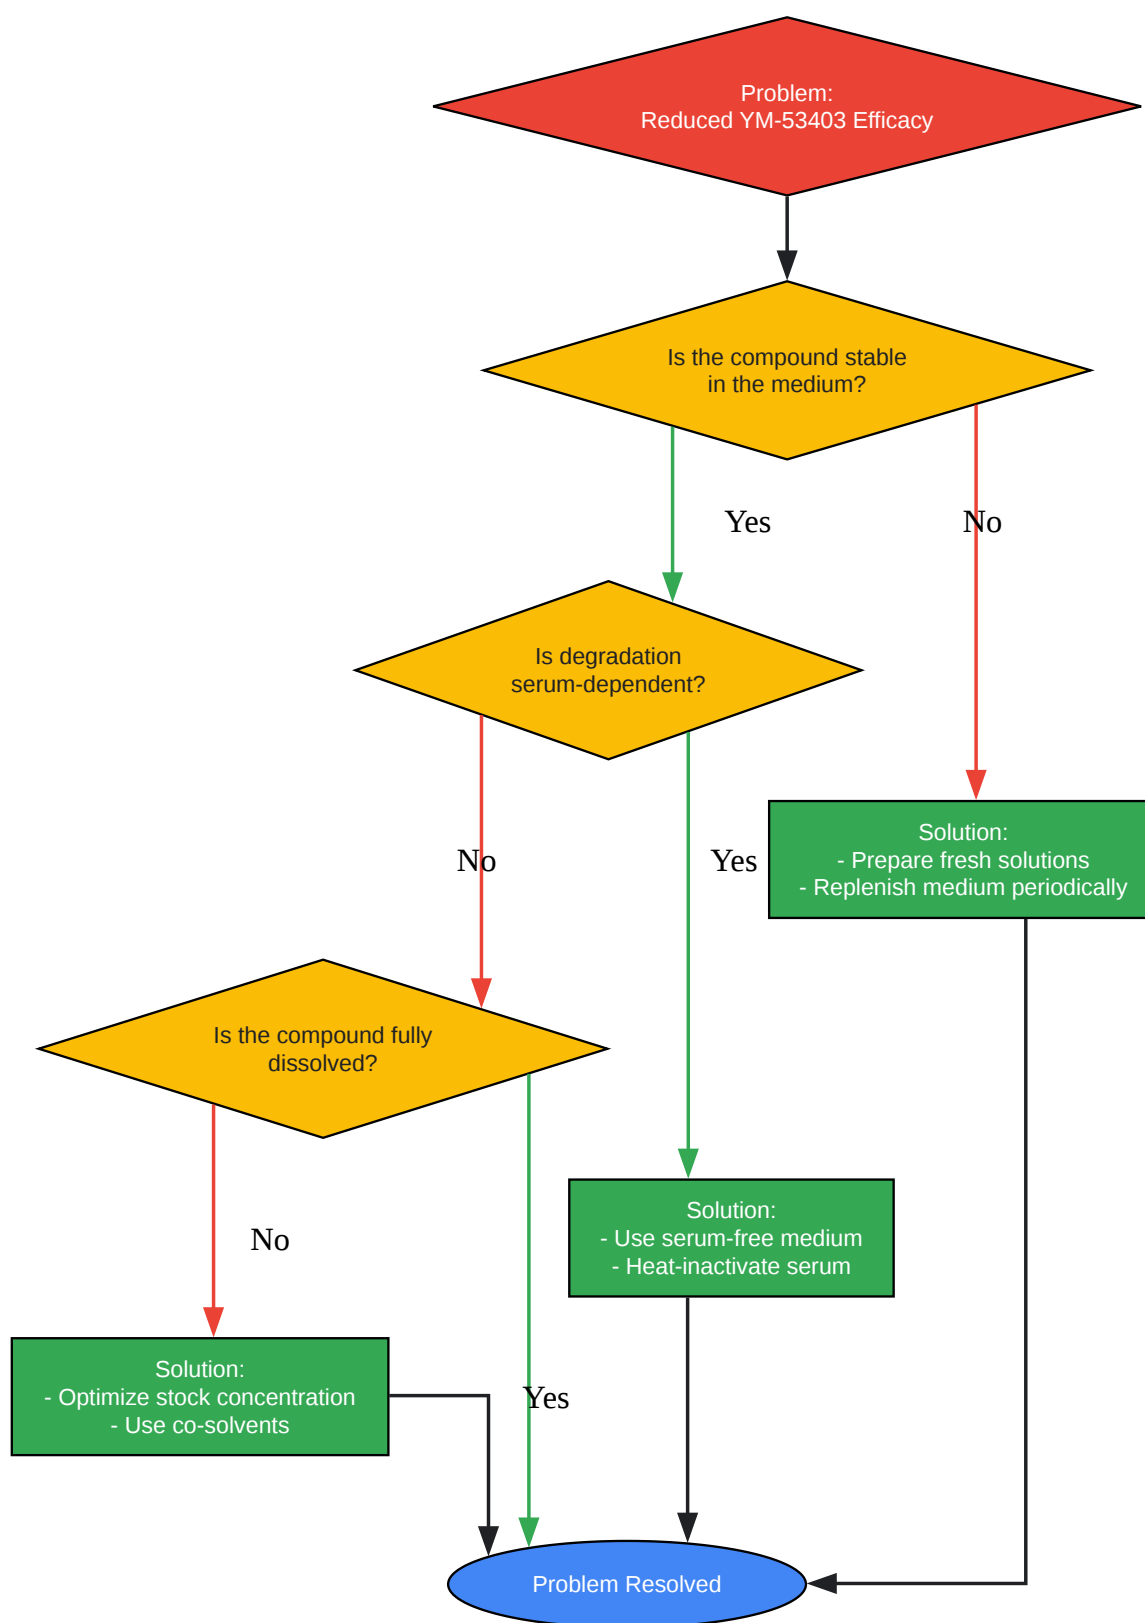 Problem:
Reduced YM-53403 Efficacy
Is the compound stable
in the medium?
Yes
No
Is degradation
serum-dependent?
Solution:
- Prepare fresh solutions
- Replenish medium periodically
No
Yes
Is the compound fully
dissolved?
Solution:
- Use serum-free medium
- Heat-inactivate serum
No
Solution:
- Optimize stock concentration
- Use co-solvents
Yes
Problem Resolved